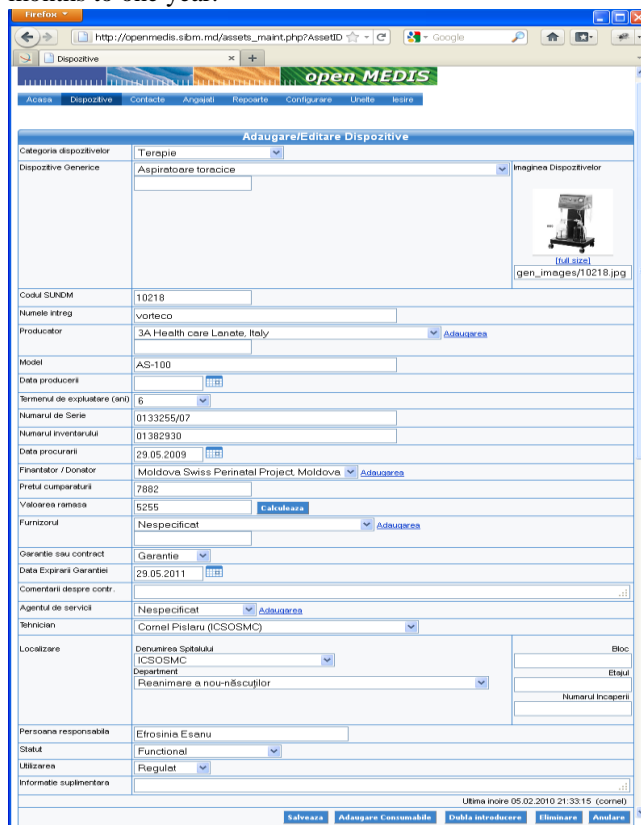 months to one year.
Firefox
http://openmedis.sibm.md/assets_maint.php?AssetID
Google
Dispozitive
open MEDIS
Acasa Dispozitive Contacte Angajati Repoarte Configurare Unelte Iesire
Adaugare/Editare Dispozitive
Categoria dispozitivelor Terapie
Dispozitive Generice Aspiratoare toracice Imaginea Dispozitivelor
[full size]
gen_images/10218.jpg
Codul SUNDM 10218
Numele intreg vorteco
Producator 3A Health care Lanate, Italy Adaugarea
Model AS-100
Data producerii
Termenul de expluatare (ani) 6
Numarul de Serie 0133255/07
Numarul inventarului 01382930
Data procurarii 29.05.2009
Finantator / Donator Moldova Swiss Perinatal Project, Moldova Adaugarea
Pretul cumparaturii 7882
Valoarea ramasa 5255 Calculeaza
Furnizorul Nespecificat Adaugarea
Garantie sau contract Garantie
Data Expirarii Garantiei 29.05.2011
Comentarii despre contr.
Agentul de servicii Nespecificat Adaugarea
Tehnician Cornel Pislaru (ICSOSMC)
Localizare Denumirea Spitalului Bloc
ICSOSMC
Department Etajul
Reanimare a nou-născuților
Numarul Incaperii
Persoana responsabila Efrosinia Esanu
Statut Functional
Utilizarea Regulat
Informatie suplimentara
Ultima inoire 05.02.2010 21:33:15 (cornel)
Salveaza Adaugare Consumabile Dubla introducere Eliminare Anulare